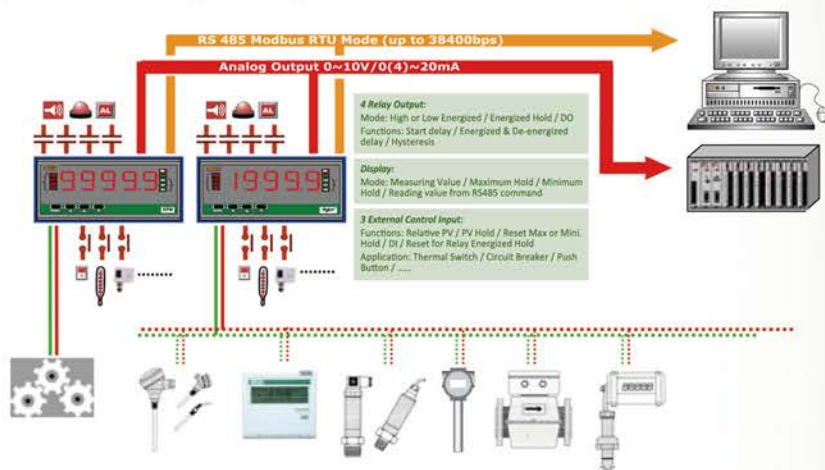 RS 485 Modbus RTU Mode (up to 38400bps)
Analog Output 0~10V/0(4)~20mA
AL
AL
4 Relay Output:
Mode: High or Low Energized / Energized Hold / DO
Functions: Start delay / Energized & De-energized
delay / Hysteresis
99999
19999
Display:
Mode: Measuring Value / Maximum Hold / Minimum
Hold / Reading value from RS485 command
3 External Control Input:
Functions: Relative PV / PV Hold / Reset Max or Mini.
Hold / DI / Reset for Relay Energized Hold
Application: Thermal Switch / Circuit Breaker / Push
Button / ......